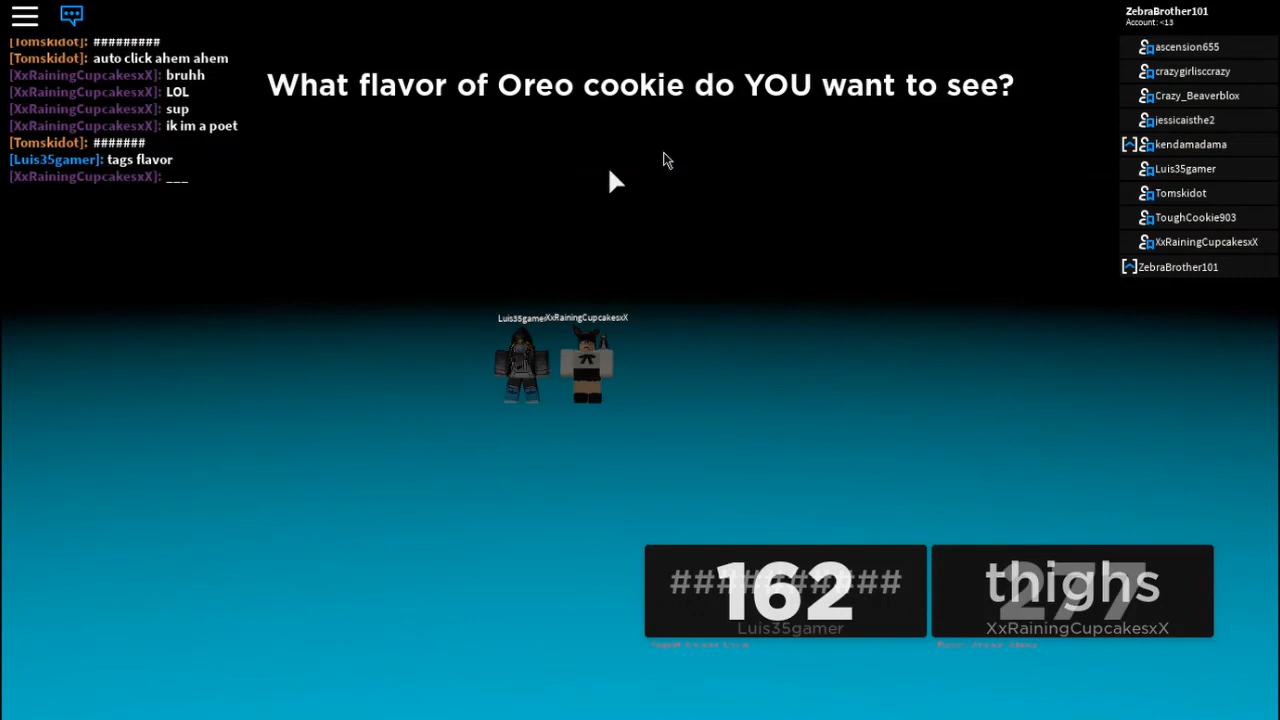 [Tomskidot]: #########
[Tomskidot]: auto click ahem ahem
[XxRainingCupcakesxX]: bruhh
[XxRainingCupcakesxX]: LOL
[XxRainingCupcakesxX]: sup
[XxRainingCupcakesxX]: ik im a poet
[Tomskidot]: #######
[Luis35gamer]: tags flavor
[XxRainingCupcakesxX]: ___
What flavor of Oreo cookie do YOU want to see?
ZebraBrother101
Account: <13
ascension655
crazygirlisccrazy
Crazy_Beaverblox
jessicaisthe2
kendamadama
Luis35gamer
Tomskidot
ToughCookie903
XxRainingCupcakesxX
ZebraBrother101
Luis35gamer XxRainingCupcakesxX
162
Luis35gamer
thighs
277
XxRainingCupcakesxX